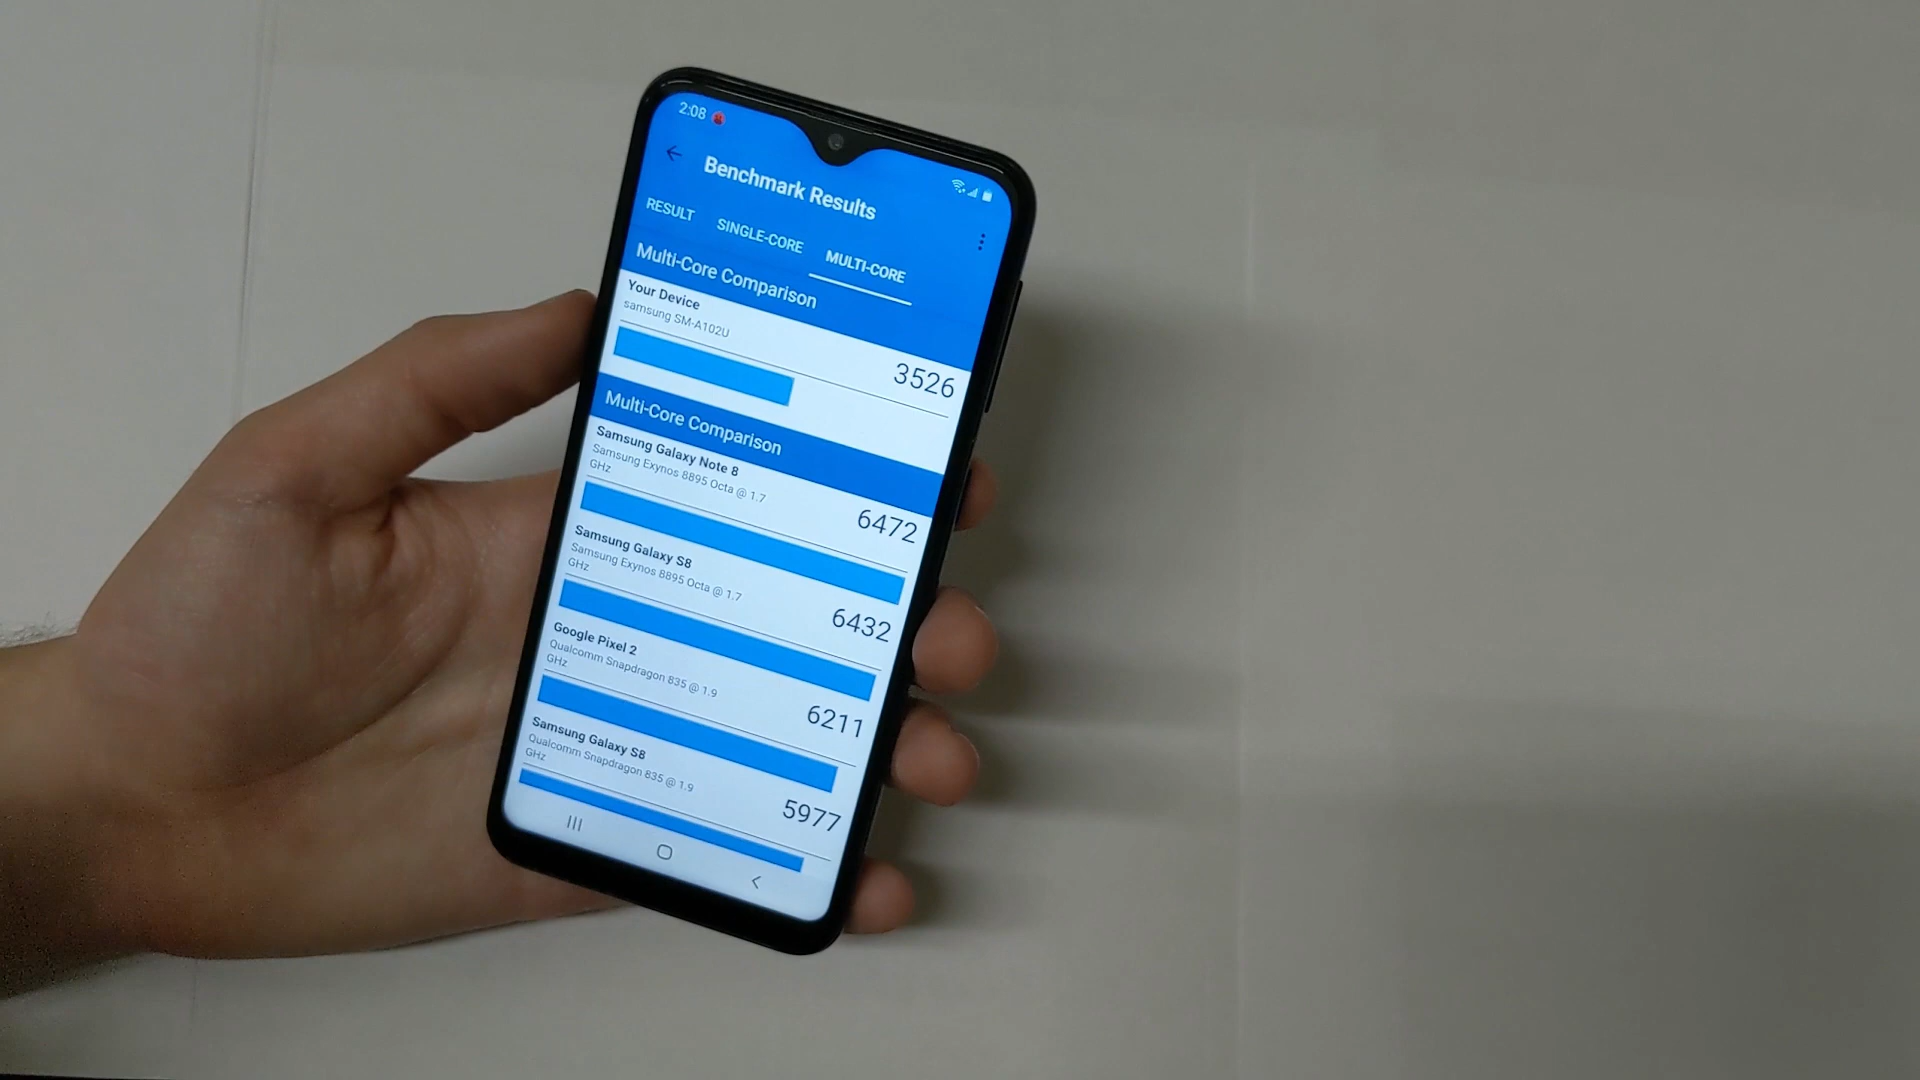 2:08
Benchmark Results
RESULT SINGLE-CORE MULTI-CORE
Multi-Core Comparison
Your Device
samsung SM-A102U
3526
Multi-Core Comparison
Samsung Galaxy Note 8
Samsung Exynos 8895 Octa @ 1.7
GHz
6472
Samsung Galaxy S8
Samsung Exynos 8895 Octa @ 1.7
GHz
6432
Google Pixel 2
Qualcomm Snapdragon 835 @ 1.9
GHz
6211
Samsung Galaxy S8
Qualcomm Snapdragon 835 @ 1.9
GHz
5977